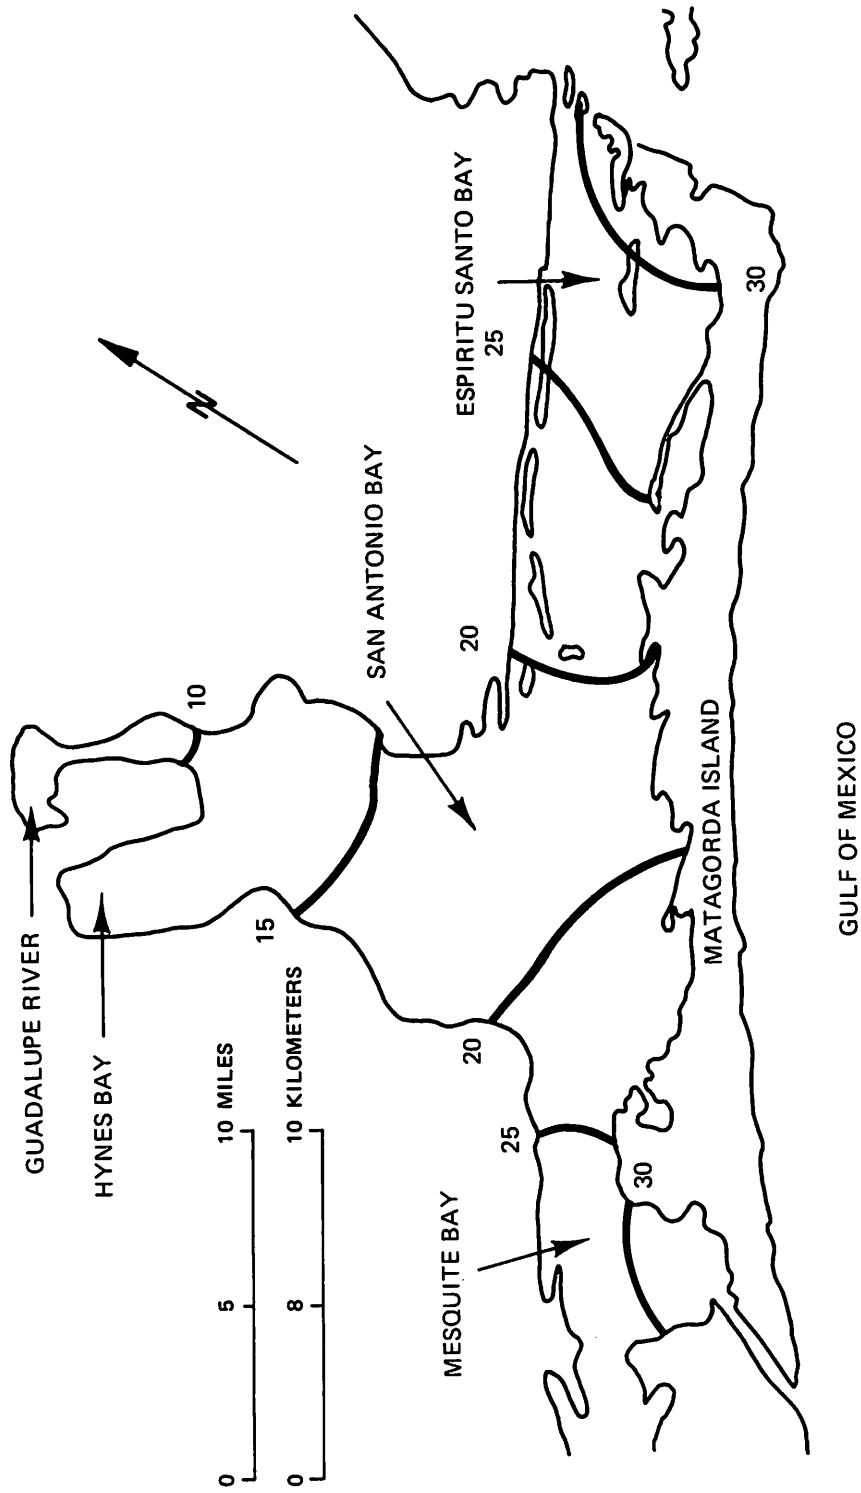 GUADALUPE RIVER
HYNES BAY
10
15
SAN ANTONIO BAY
N
0 5 10 MILES
0 8 10 KILOMETERS
20
20
25
25
ESPIRITU SANTO BAY
MESQUITE BAY
30
30
MATAGORDA ISLAND
GULF OF MEXICO